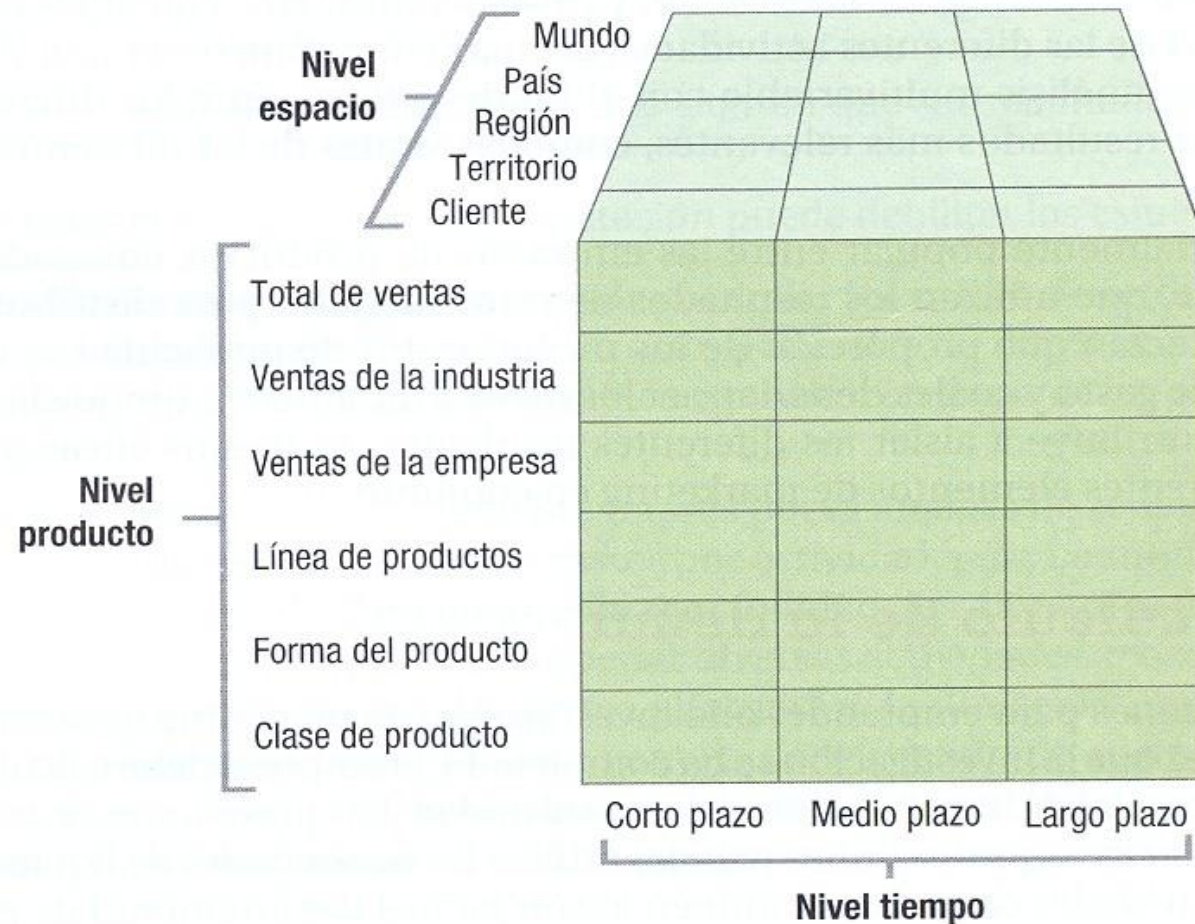 Nivel
espacio
Mundo
País
Región
Territorio
Cliente
Nivel
producto
Total de ventas
Ventas de la industria
Ventas de la empresa
Línea de productos
Forma del producto
Clase de producto
Corto plazo Medio plazo Largo plazo
Nivel tiempo